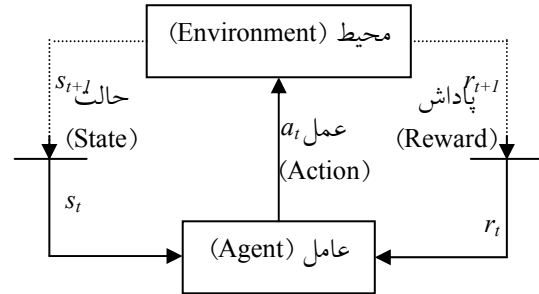 محیط (Environment)
s_{t+1}
حالت
(State)
r_{t+1}
پاداش
(Reward)
a_t عمل
(Action)
s_t
r_t
عامل (Agent)